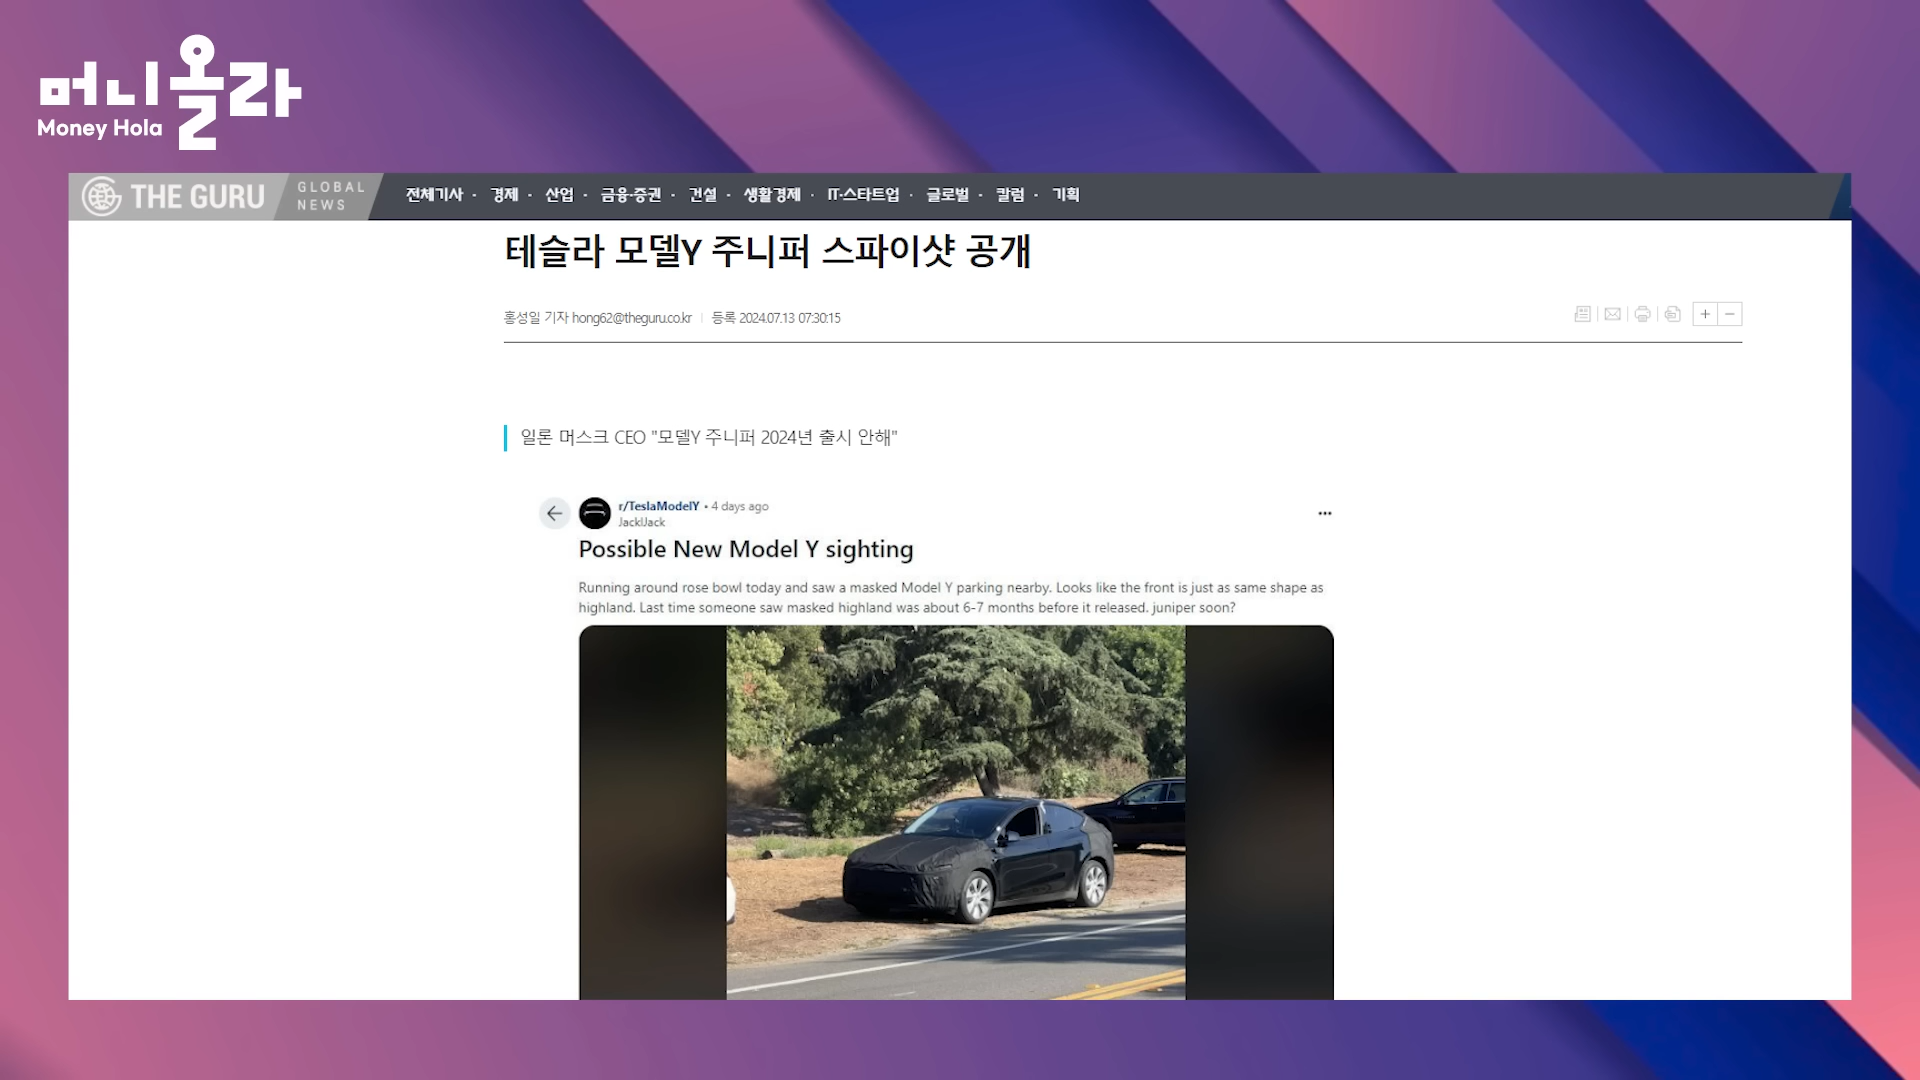 머니올라
Money Hola
THE GURU
GLOBAL
NEWS
전체기사 · 경제 · 산업 · 금융·증권 · 건설 · 생활경제 · IT·스타트업 · 글로벌 · 칼럼 · 기획
테슬라 모델Y 주니퍼 스파이샷 공개
홍성일 기자 hong62@theguru.co.kr | 등록 2024.07.13 07:30:15
일론 머스크 CEO "모델Y 주니퍼 2024년 출시 안해"
r/TeslaModelY • 4 days ago
JacklJack
Possible New Model Y sighting
Running around rose bowl today and saw a masked Model Y parking nearby. Looks like the front is just as same shape as
highland. Last time someone saw masked highland was about 6-7 months before it released. juniper soon?